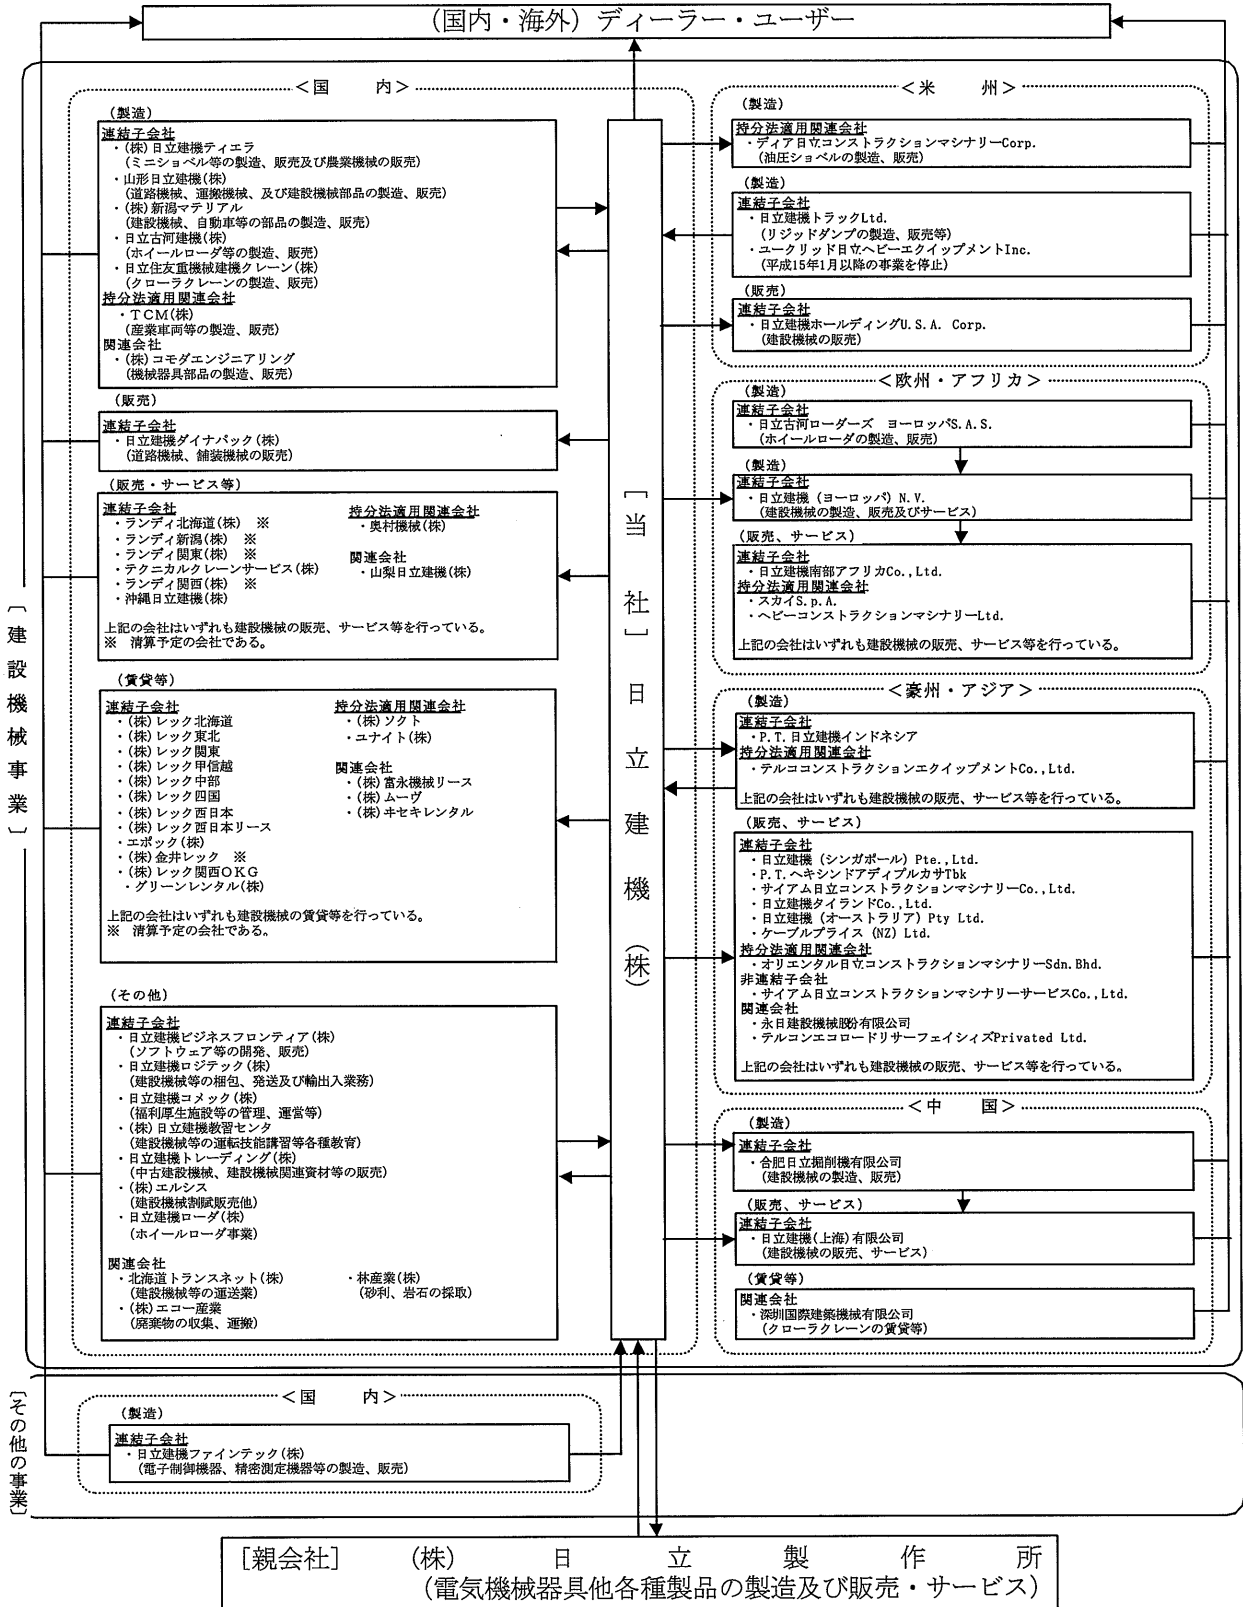 (国内・海外) ディーラー・ユーザー
[建設機械事業]
<国　内>
(製造)
連結子会社
・(株)日立建機ティエラ
(ミニショベル等の製造、販売及び農業機械の販売)
・山形日立建機(株)
(道路機械、運搬機械、及び建設機械部品の製造、販売)
・(株)新潟マテリアル
(建設機械、自動車等の部品の製造、販売)
・日立古河建機(株)
(ホイールローダ等の製造、販売)
・日立住友重機械建機クレーン(株)
(クローラクレーンの製造、販売)
持分法適用関連会社
・TCM(株)
(産業車両等の製造、販売)
関連会社
・(株)コモダエンジニアリング
(機械器具部品の製造、販売)
(販売)
連結子会社
・日立建機ダイナパック(株)
(道路機械、舗装機械の販売)
(販売・サービス等)
連結子会社
・ランディ北海道(株) ※
・ランディ新潟(株) ※
・ランディ関東(株) ※
・テクニカルクレーンサービス(株)
・ランディ関西(株) ※
・沖縄日立建機(株)
持分法適用関連会社
・奥村機械(株)
関連会社
・山梨日立建機(株)
上記の会社はいずれも建設機械の販売、サービス等を行っている。
※ 清算予定の会社である。
(賃貸等)
連結子会社
・(株)レック北海道
・(株)レック東北
・(株)レック関東
・(株)レック甲信越
・(株)レック中部
・(株)レック四国
・(株)レック西日本
・(株)レック西日本リース
・エポック(株)
・(株)金井レック ※
・(株)レック関西OKG
・グリーンレンタル(株)
持分法適用関連会社
・(株)ソクト
・ユナイト(株)
関連会社
・(株)富永機械リース
・(株)ムーヴ
・(株)ヰセキレンタル
上記の会社はいずれも建設機械の賃貸等を行っている。
※ 清算予定の会社である。
(その他)
連結子会社
・日立建機ビジネスフロンティア(株)
(ソフトウェア等の開発、販売)
・日立建機ロジテック(株)
(建設機械等の梱包、発送及び輸出入業務)
・日立建機コメック(株)
(福利厚生施設等の管理、運営等)
・(株)日立建機教習センタ
(建設機械等の運転技能講習等各種教育)
・日立建機トレーディング(株)
(中古建設機械、建設機械関連資材等の販売)
・(株)エルシス
(建設機械割賦販売他)
・日立建機ローダ(株)
(ホイールローダ事業)
関連会社
・北海道トランスネット(株)
(建設機械等の運送業)
・(株)エコー産業
(廃棄物の収集、運搬)
・林産業(株)
(砂利、岩石の採取)
[当社]日立建機(株)
<米　州>
(製造)
持分法適用関連会社
・ディア日立コンストラクションマシナリーCorp.
(油圧ショベルの製造、販売)
(製造)
連結子会社
・日立建機トラックLtd.
(リジッドダンプの製造、販売等)
・ユークリッド日立ヘビーエクイップメントInc.
(平成15年1月以降の事業を停止)
(販売)
連結子会社
・日立建機ホールディングU.S.A. Corp.
(建設機械の販売)
<欧州・アフリカ>
(製造)
連結子会社
・日立古河ローダーズ ヨーロッパS.A.S.
(ホイールローダの製造、販売)
(製造)
連結子会社
・日立建機 (ヨーロッパ) N.V.
(建設機械の製造、販売及びサービス)
(販売、サービス)
連結子会社
・日立建機南部アフリカCo.,Ltd.
持分法適用関連会社
・スカイS.p.A.
・ヘビーコンストラクションマシナリーLtd.
上記の会社はいずれも建設機械の販売、サービス等を行っている。
<豪州・アジア>
(製造)
連結子会社
・P.T.日立建機インドネシア
持分法適用関連会社
・テルココンストラクションエクイップメントCo.,Ltd.
上記の会社はいずれも建設機械の販売、サービス等を行っている。
(販売、サービス)
連結子会社
・日立建機 (シンガポール) Pte.,Ltd.
・P.T.ヘキシンドアディプルカサTbk
・サイアム日立コンストラクションマシナリーCo.,Ltd.
・日立建機タイランドCo.,Ltd.
・日立建機 (オーストラリア) Pty Ltd.
・ケーブルプライス (NZ) Ltd.
持分法適用関連会社
・オリエンタル日立コンストラクションマシナリーSdn.Bhd.
非連結子会社
・サイアム日立コンストラクションマシナリーサービスCo.,Ltd.
関連会社
・永日建設機械股份有限公司
・テルコンエコロードリサーフェイシィズPrivated Ltd.
上記の会社はいずれも建設機械の販売、サービス等を行っている。
<中　国>
(製造)
連結子会社
・合肥日立掘削機有限公司
(建設機械の製造、販売)
(販売、サービス)
連結子会社
・日立建機(上海)有限公司
(建設機械の販売、サービス)
(賃貸等)
関連会社
・深圳国際建築機械有限公司
(クローラクレーンの賃貸等)
[その他の事業]
<国　内>
(製造)
連結子会社
・日立建機ファインテック(株)
(電子制御機器、精密測定機器等の製造、販売)
[親会社]　(株)　日　立　製　作　所
(電気機械器具他各種製品の製造及び販売・サービス)